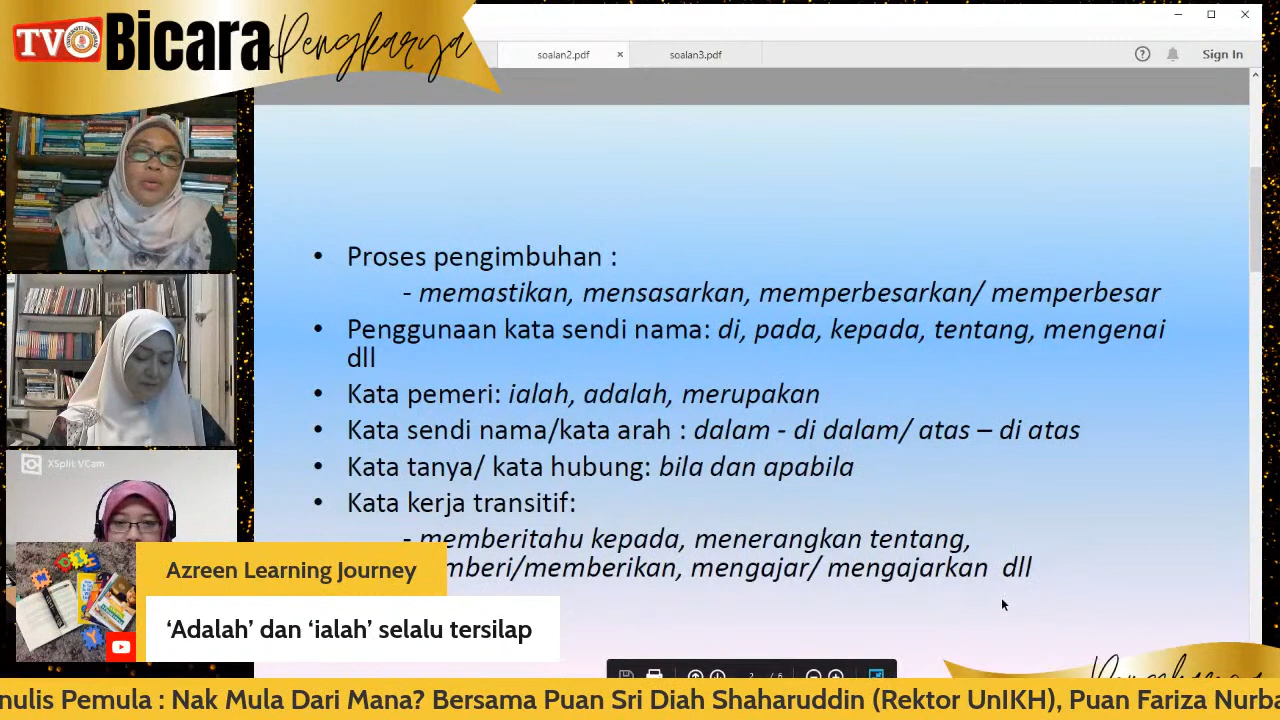 TVO Bicara Pengkarya
soalan2.pdf
soalan3.pdf
Sign In
• Proses pengimbuhan :
- memastikan, mensasarkan, memperbesarkan/ memperbesar
• Penggunaan kata sendi nama: di, pada, kepada, tentang, mengenai
dll
• Kata pemeri: ialah, adalah, merupakan
• Kata sendi nama/kata arah : dalam - di dalam/ atas – di atas
• Kata tanya/ kata hubung: bila dan apabila
• Kata kerja transitif:
- memberitahu kepada, menerangkan tentang,
mberi/memberikan, mengajar/ mengajarkan dll
XSplit VCam
Azreen Learning Journey
‘Adalah’ dan ‘ialah’ selalu tersilap
Pengkarya
nulis Pemula : Nak Mula Dari Mana? Bersama Puan Sri Diah Shaharuddin (Rektor UnIKH), Puan Fariza Nurba